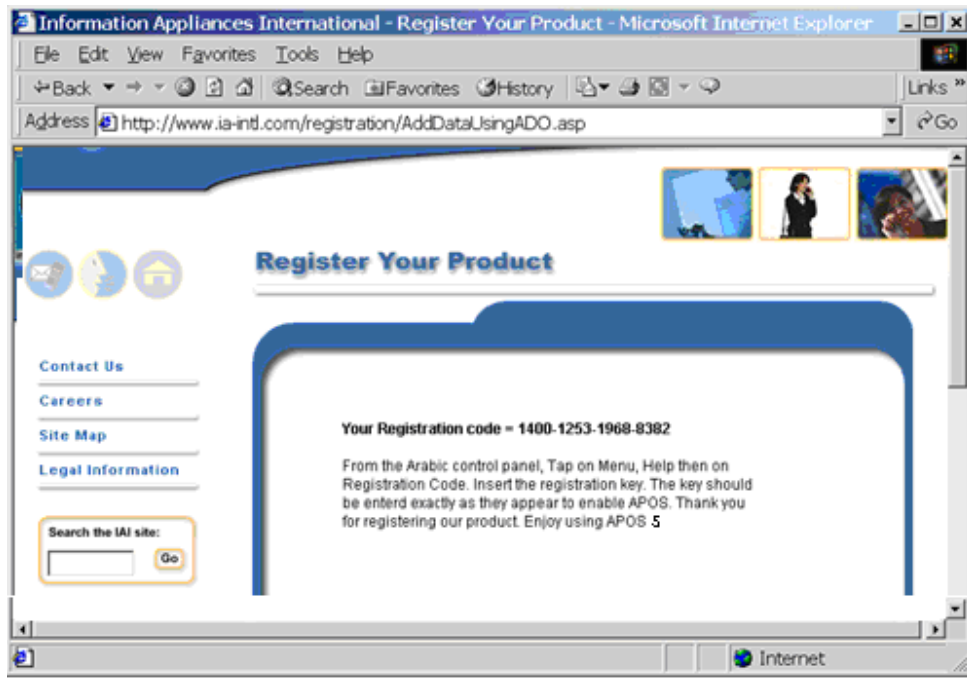 Information Appliances International - Register Your Product - Microsoft Internet Explorer
File Edit View Favorites Tools Help
Back Search Favorites History Links »
Address http://www.ia-intl.com/registration/AddDataUsingADO.asp Go
Register Your Product
Contact Us
Careers
Site Map
Legal Information
Search the IAI site:
Go
Your Registration code = 1400-1253-1968-8382
From the Arabic control panel, Tap on Menu, Help then on
Registration Code. Insert the registration key. The key should
be enterd exactly as they appear to enable APOS. Thank you
for registering our product. Enjoy using APOS 5
Internet